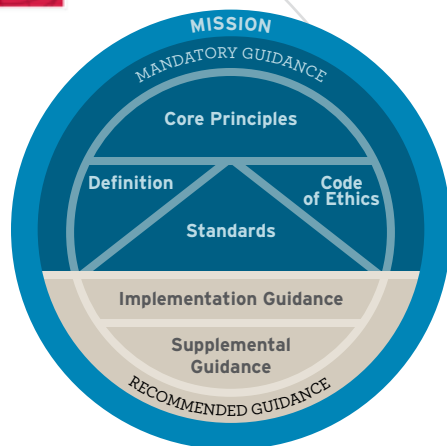 MISSION
MANDATORY GUIDANCE
Core Principles
Definition
Code
of Ethics
Standards
Implementation Guidance
Supplemental
Guidance
RECOMMENDED GUIDANCE